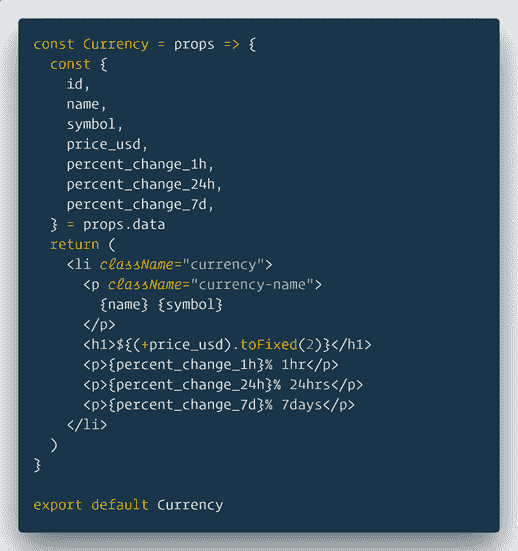 const Currency = props => {
  const {
    id,
    name,
    symbol,
    price_usd,
    percent_change_1h,
    percent_change_24h,
    percent_change_7d,
  } = props.data
  return (
    <li className="currency">
      <p className="currency-name">
        {name} {symbol}
      </p>
      <h1>${(+price_usd).toFixed(2)}</h1>
      <p>{percent_change_1h}% 1hr</p>
      <p>{percent_change_24h}% 24hrs</p>
      <p>{percent_change_7d}% 7days</p>
    </li>
  )
}

export default Currency